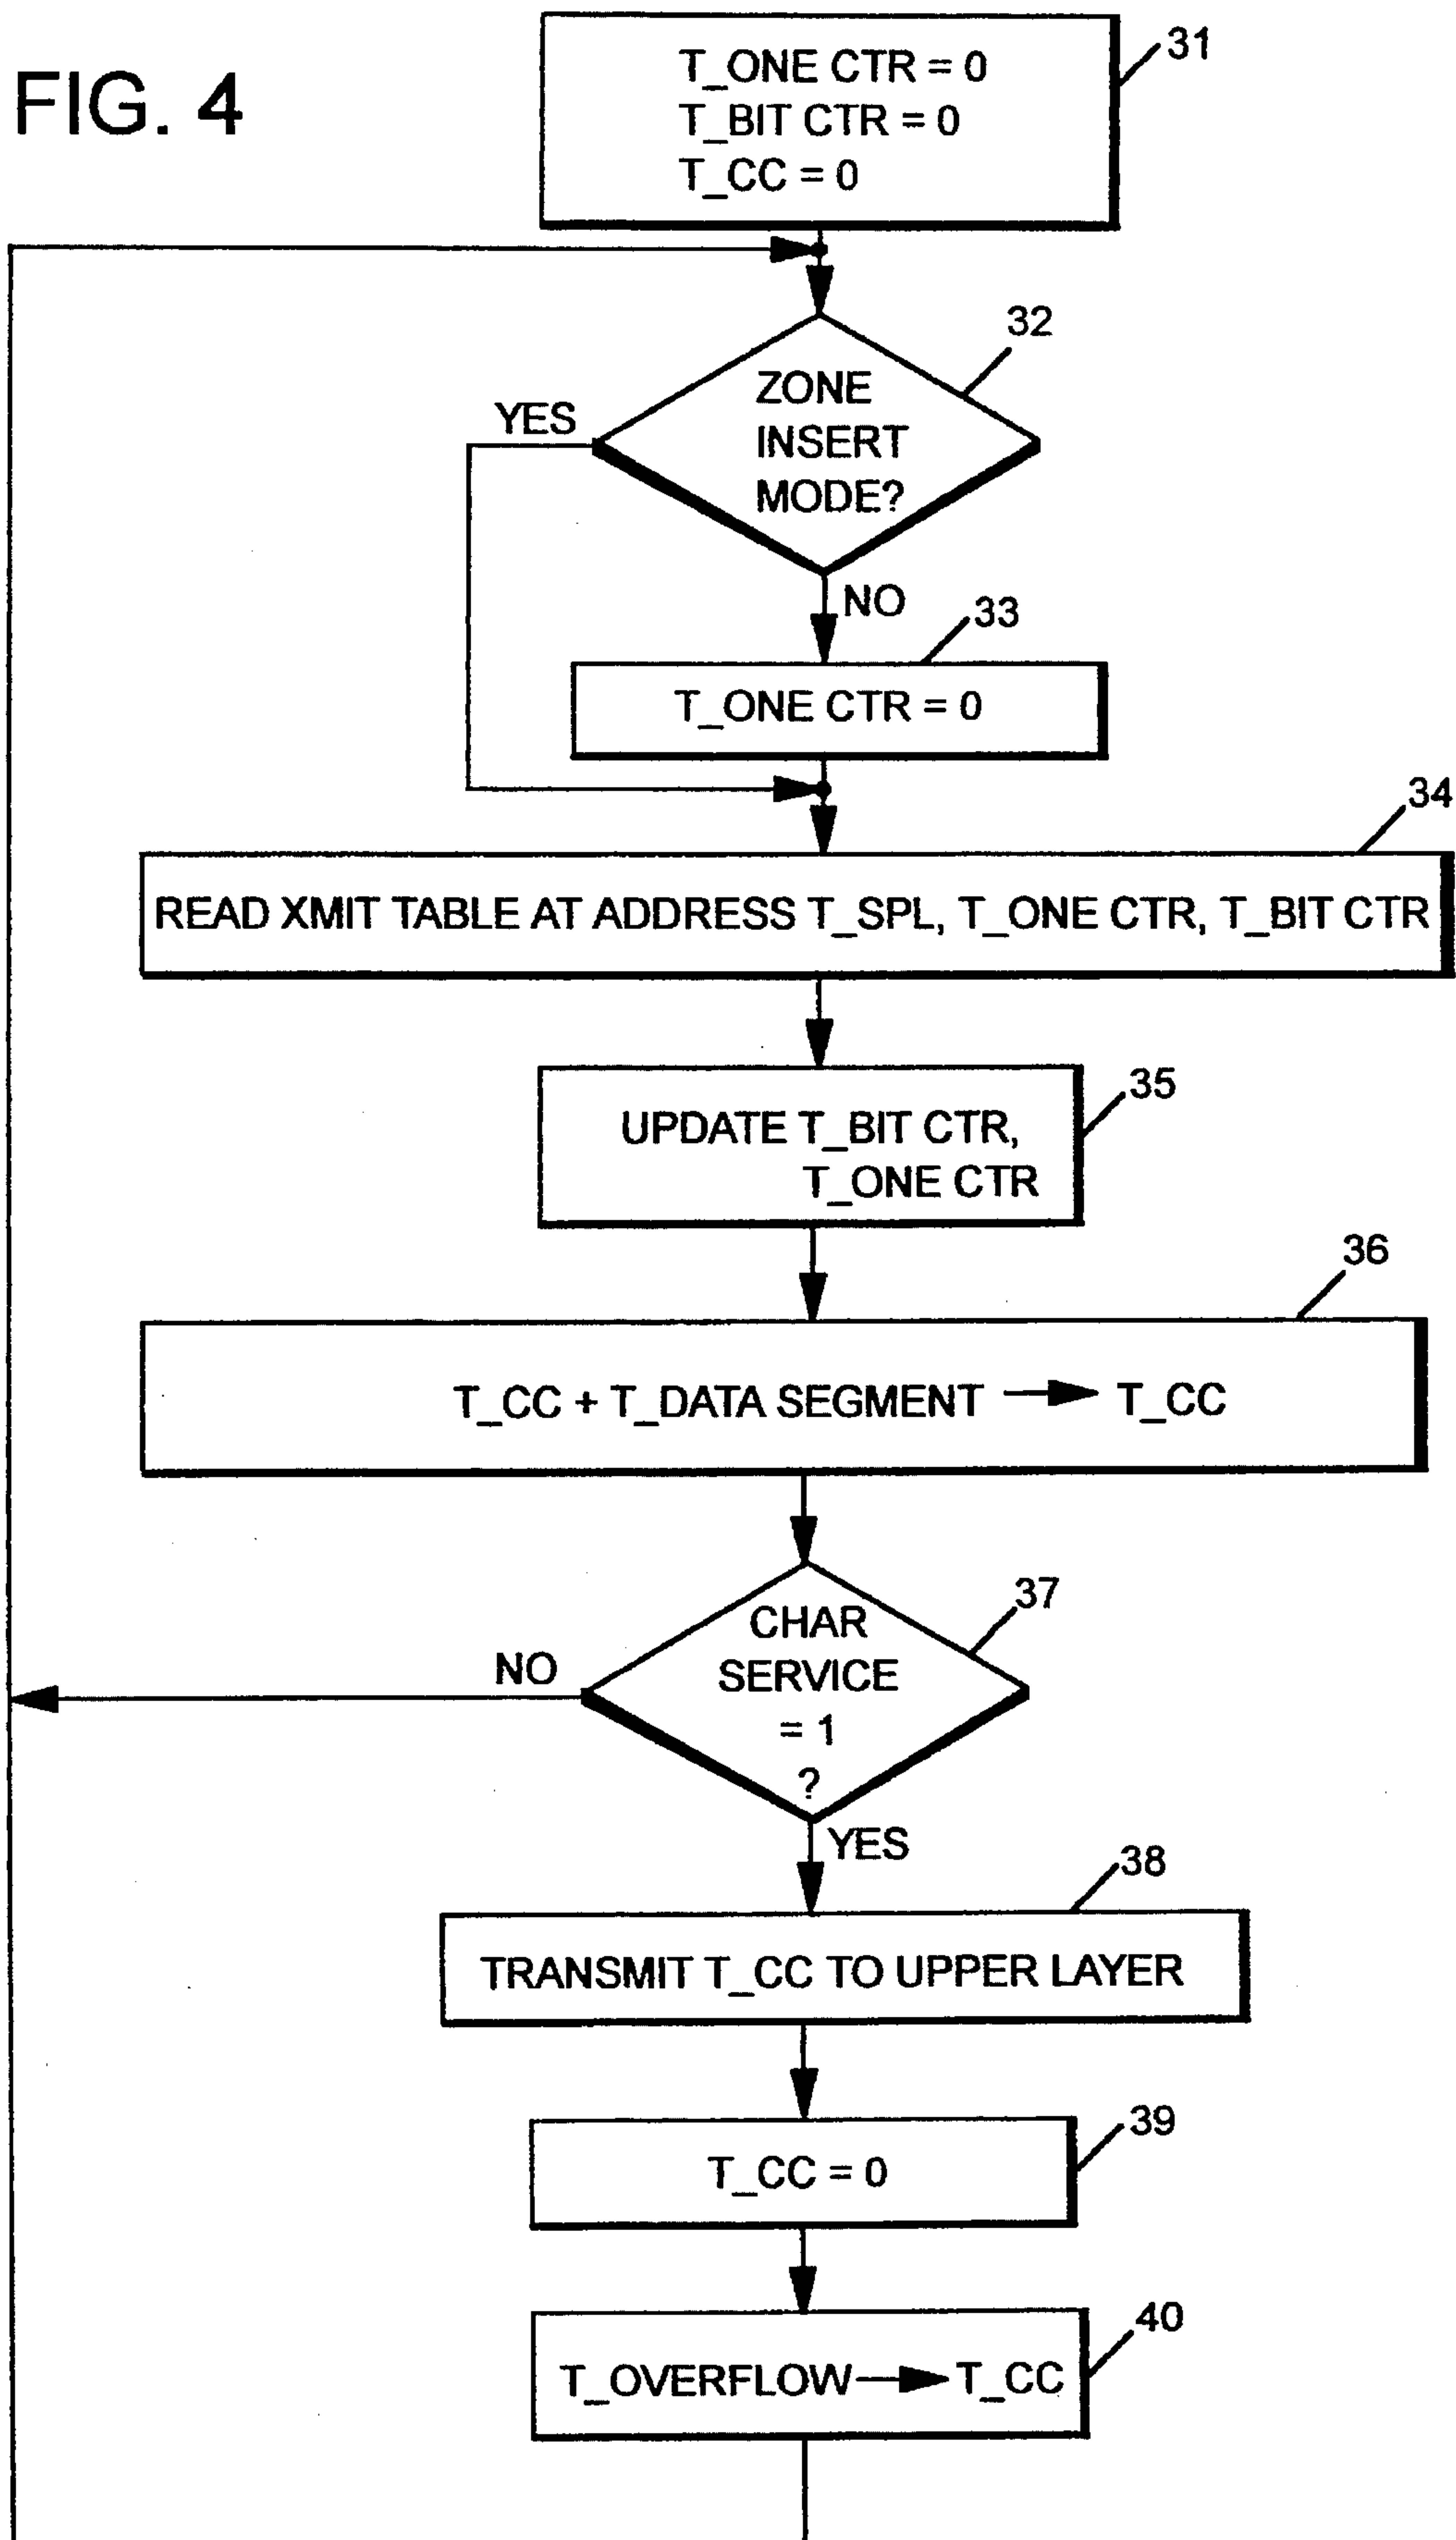 FIG. 4
T_ONE CTR = 0
T_BIT CTR = 0
T_CC = 0
31
32
ZONE
INSERT
MODE?
YES
NO
33
T_ONE CTR = 0
34
READ XMIT TABLE AT ADDRESS T_SPL, T_ONE CTR, T_BIT CTR
35
UPDATE T_BIT CTR,
T_ONE CTR
36
T_CC + T_DATA SEGMENT → T_CC
37
CHAR
SERVICE
= 1
?
NO
YES
38
TRANSMIT T_CC TO UPPER LAYER
39
T_CC = 0
40
T_OVERFLOW → T_CC